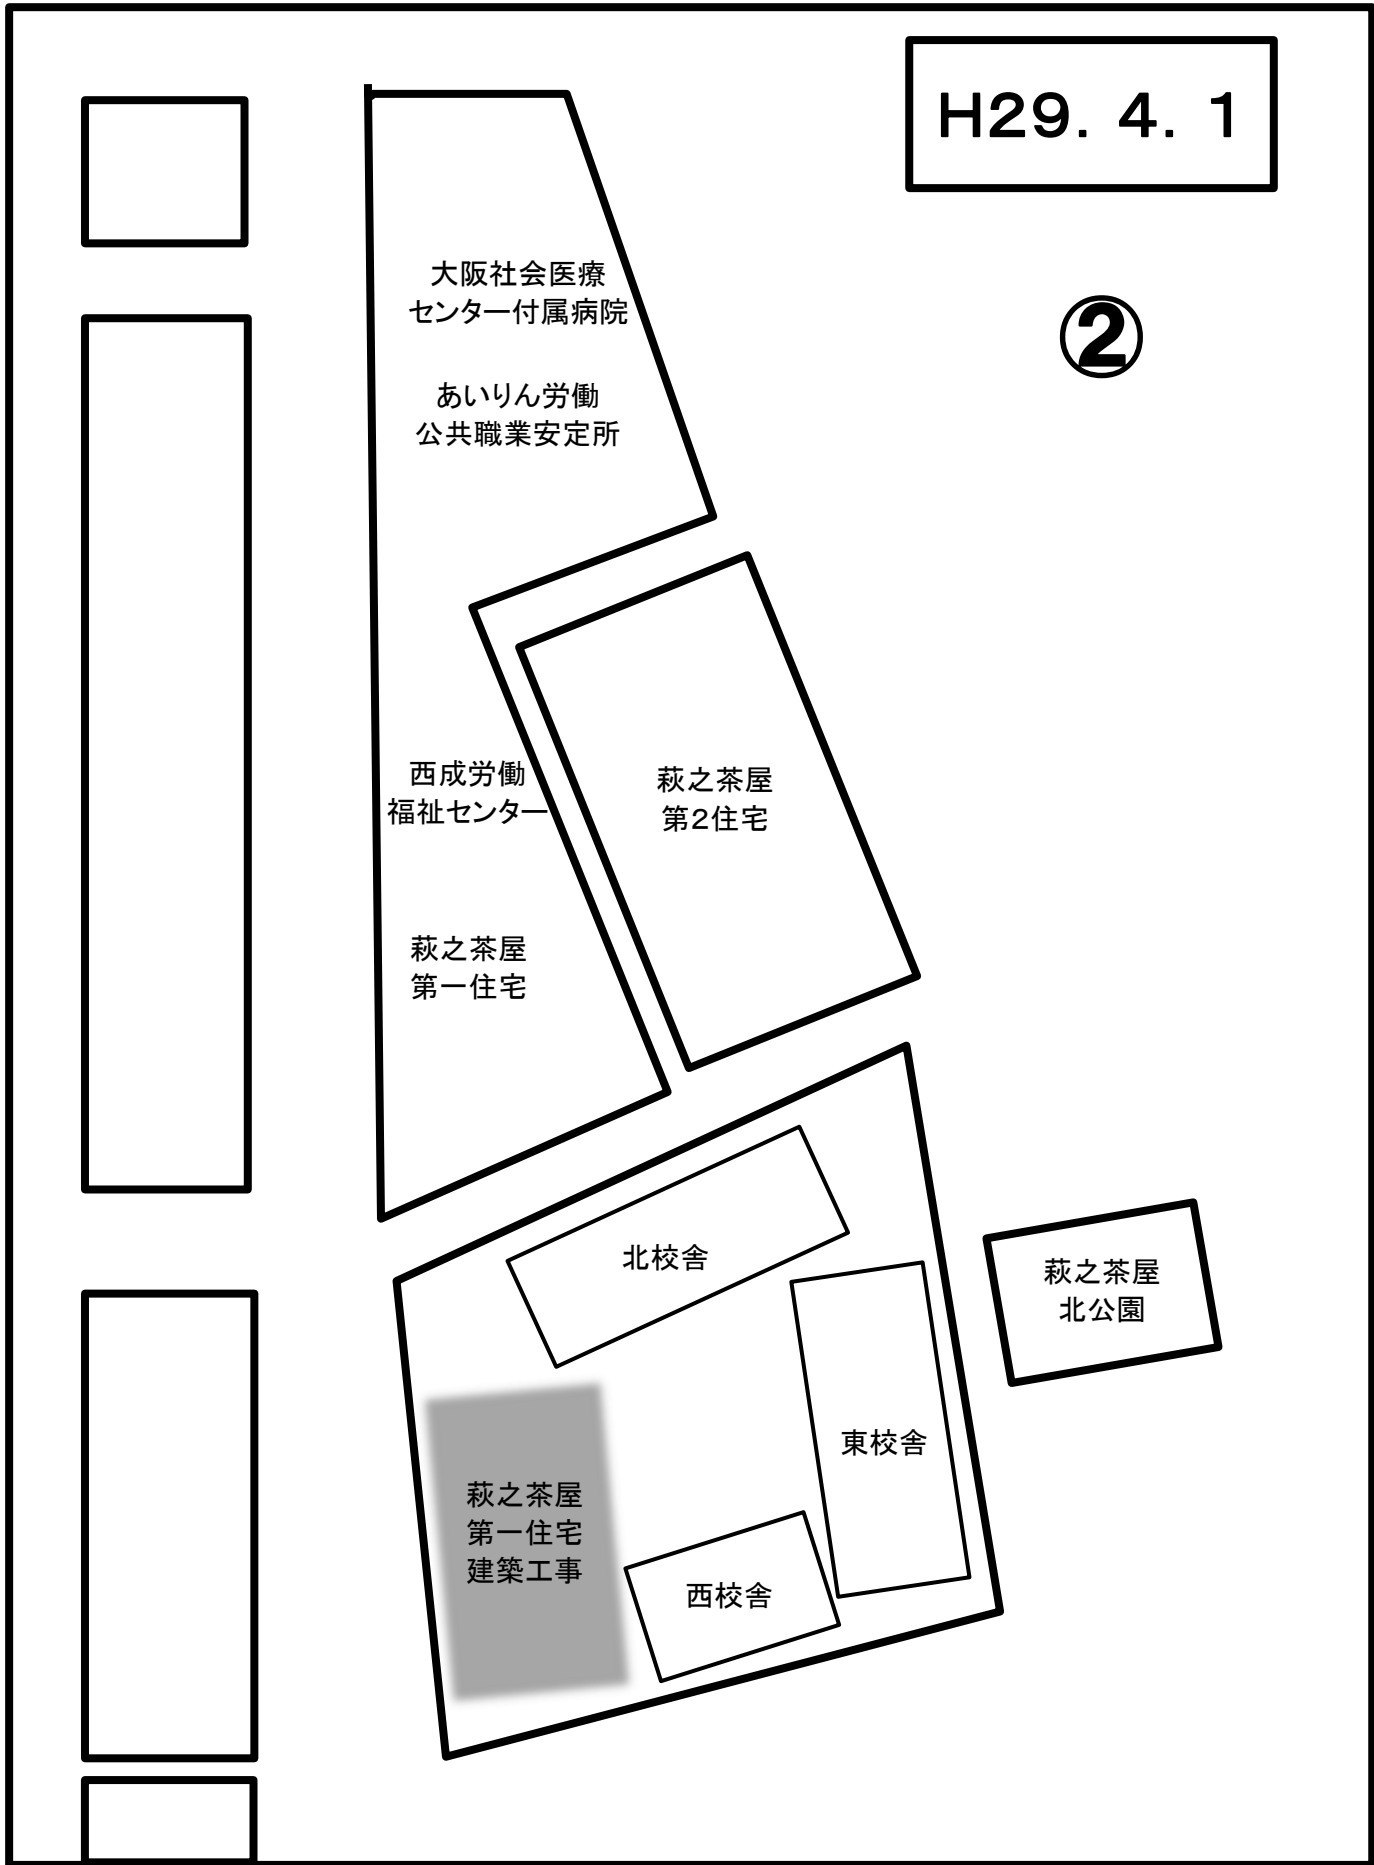 H29. 4. 1
②
大阪社会医療
センター付属病院
あいりん労働
公共職業安定所
西成労働
福祉センター
萩之茶屋
第2住宅
萩之茶屋
第一住宅
北校舎
萩之茶屋
北公園
東校舎
萩之茶屋
第一住宅
建築工事
西校舎